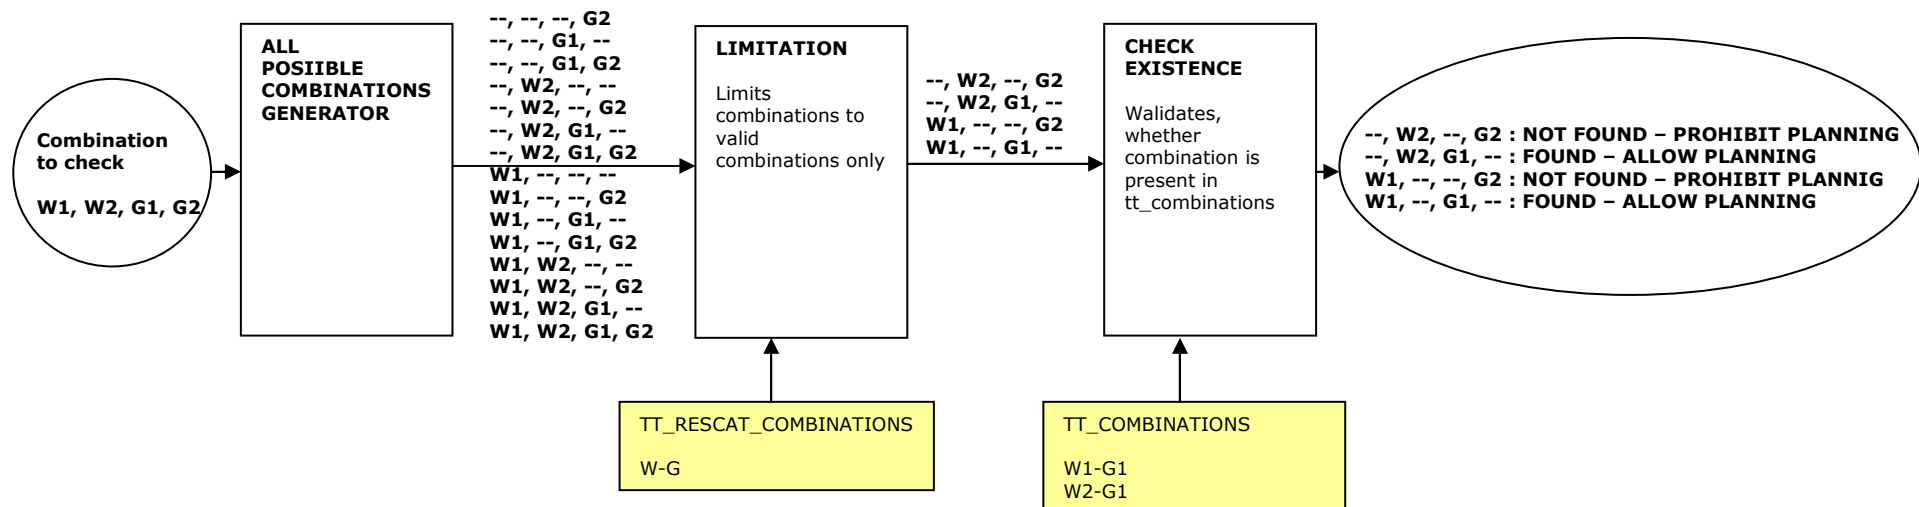 Combination
to check
W1, W2, G1, G2
ALL
POSIIBLE
COMBINATIONS
GENERATOR
--, --, --, G2
--, --, G1, --
--, --, G1, G2
--, W2, --, --
--, W2, --, G2
--, W2, G1, --
--, W2, G1, G2
W1, --, --, --
W1, --, --, G2
W1, --, G1, --
W1, --, G1, G2
W1, W2, --, --
W1, W2, --, G2
W1, W2, G1, --
W1, W2, G1, G2
LIMITATION
Limits
combinations to
valid
combinations only
--, W2, --, G2
--, W2, G1, --
W1, --, --, G2
W1, --, G1, --
CHECK
EXISTENCE
Walidates,
whether
combination is
present in
tt_combinations
--, W2, --, G2 : NOT FOUND – PROHIBIT PLANNING
--, W2, G1, -- : FOUND – ALLOW PLANNING
W1, --, --, G2 : NOT FOUND – PROHIBIT PLANNIG
W1, --, G1, -- : FOUND – ALLOW PLANNING
TT_RESCAT_COMBINATIONS
W-G
TT_COMBINATIONS
W1-G1
W2-G1